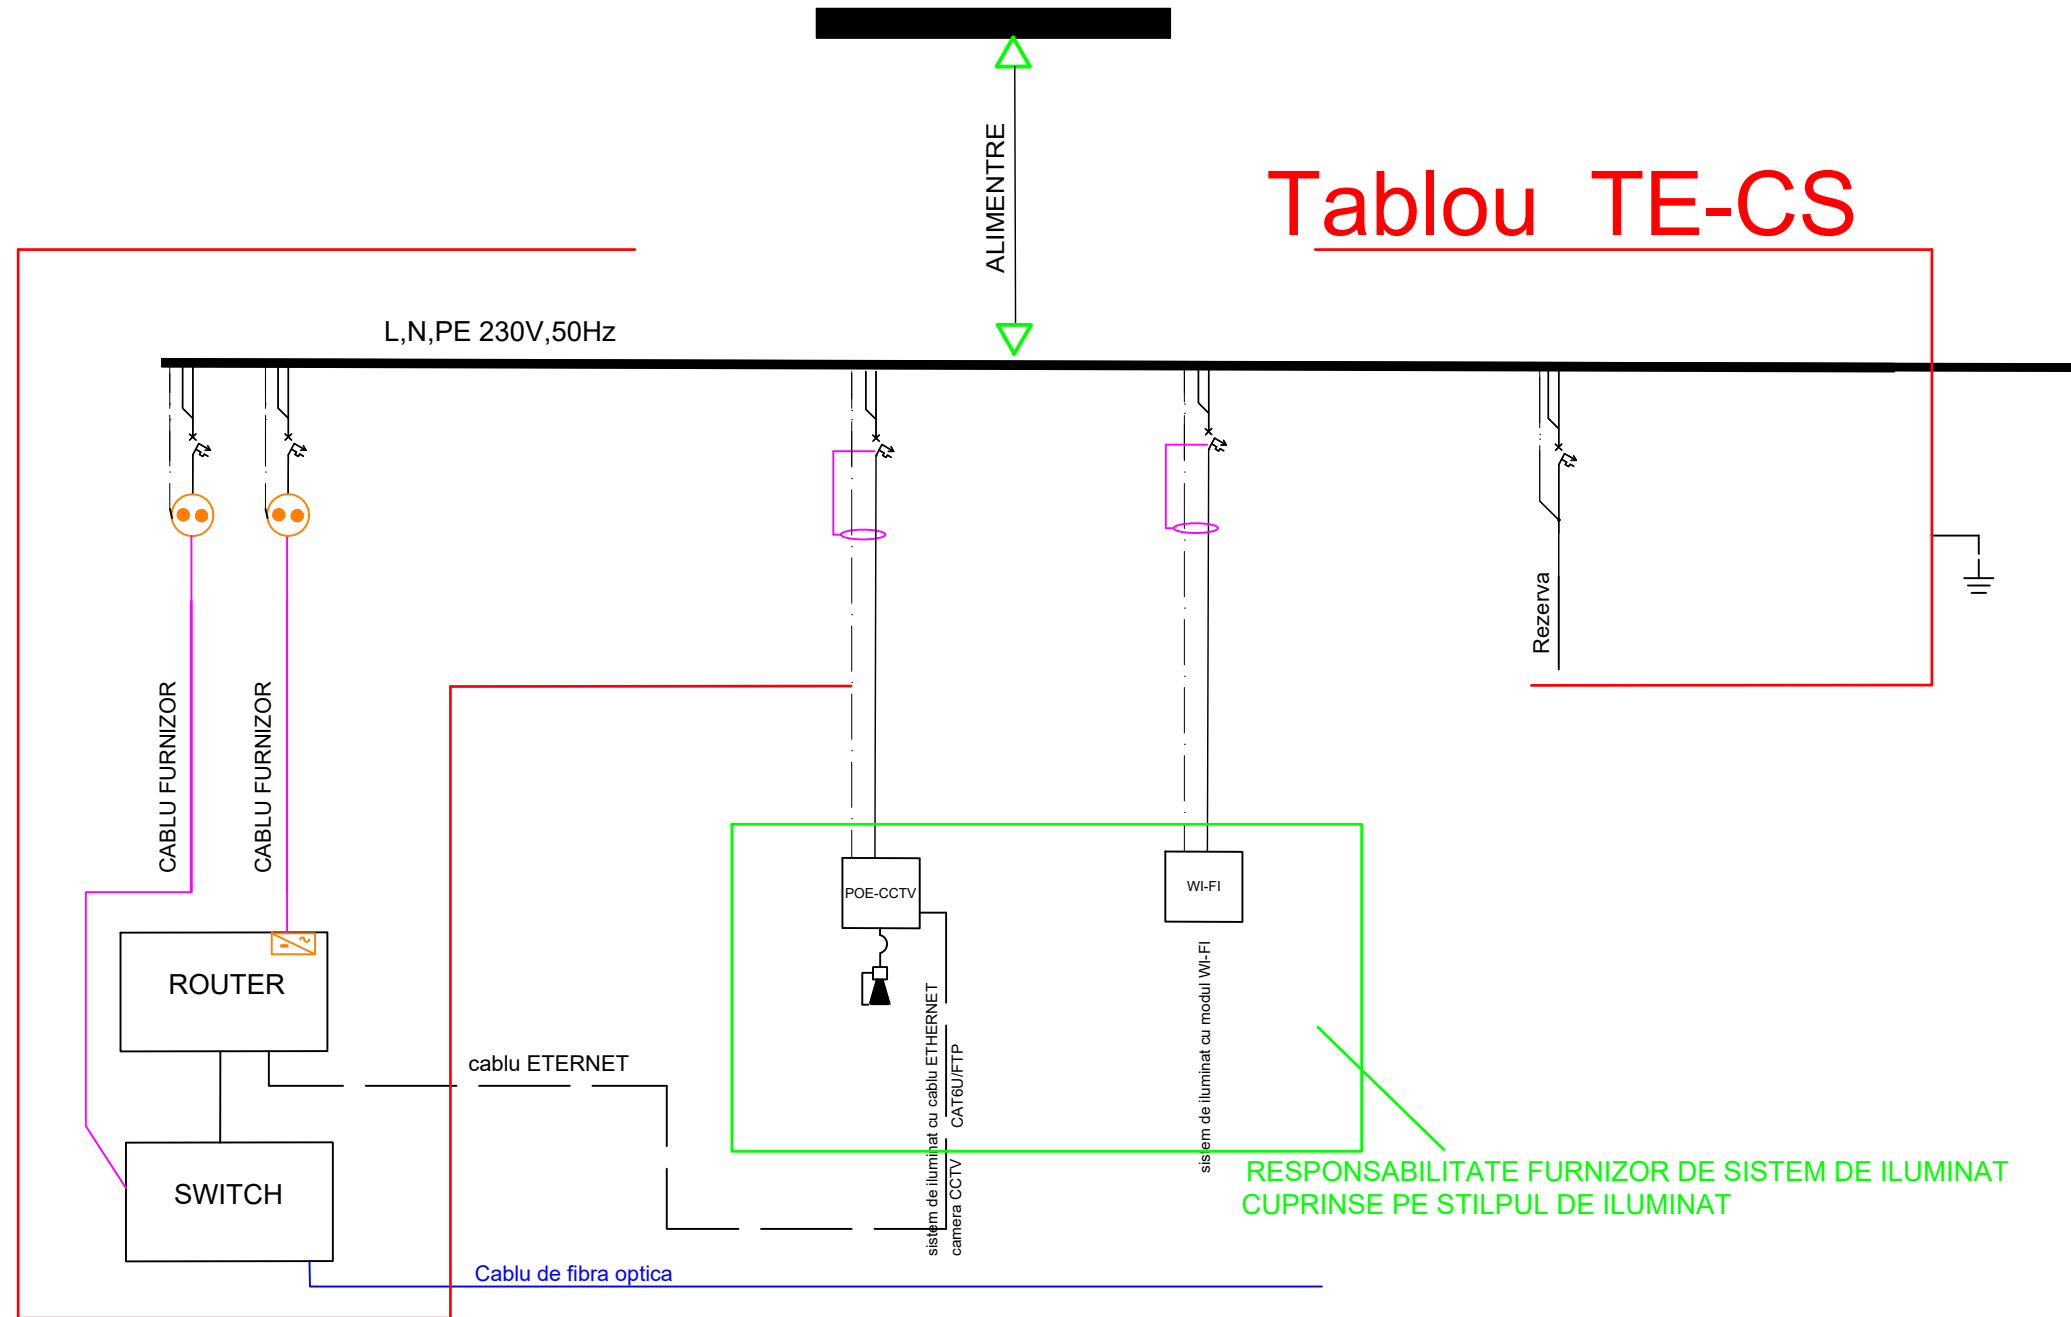 ALIMENTRE
Tablou TE-CS
L,N,PE 230V,50Hz
Rezerva
CABLU FURNIZOR
CABLU FURNIZOR
POE-CCTV
WI-FI
ROUTER
cablu ETERNET
sistem de iluminat cu cablu ETHERNET
camera CCTV CAT6U/FTP
sistem de iluminat cu modul WI-FI
RESPONSABILITATE FURNIZOR DE SISTEM DE ILUMINAT
CUPRINSE PE STILPUL DE ILUMINAT
SWITCH
Cablu de fibra optica